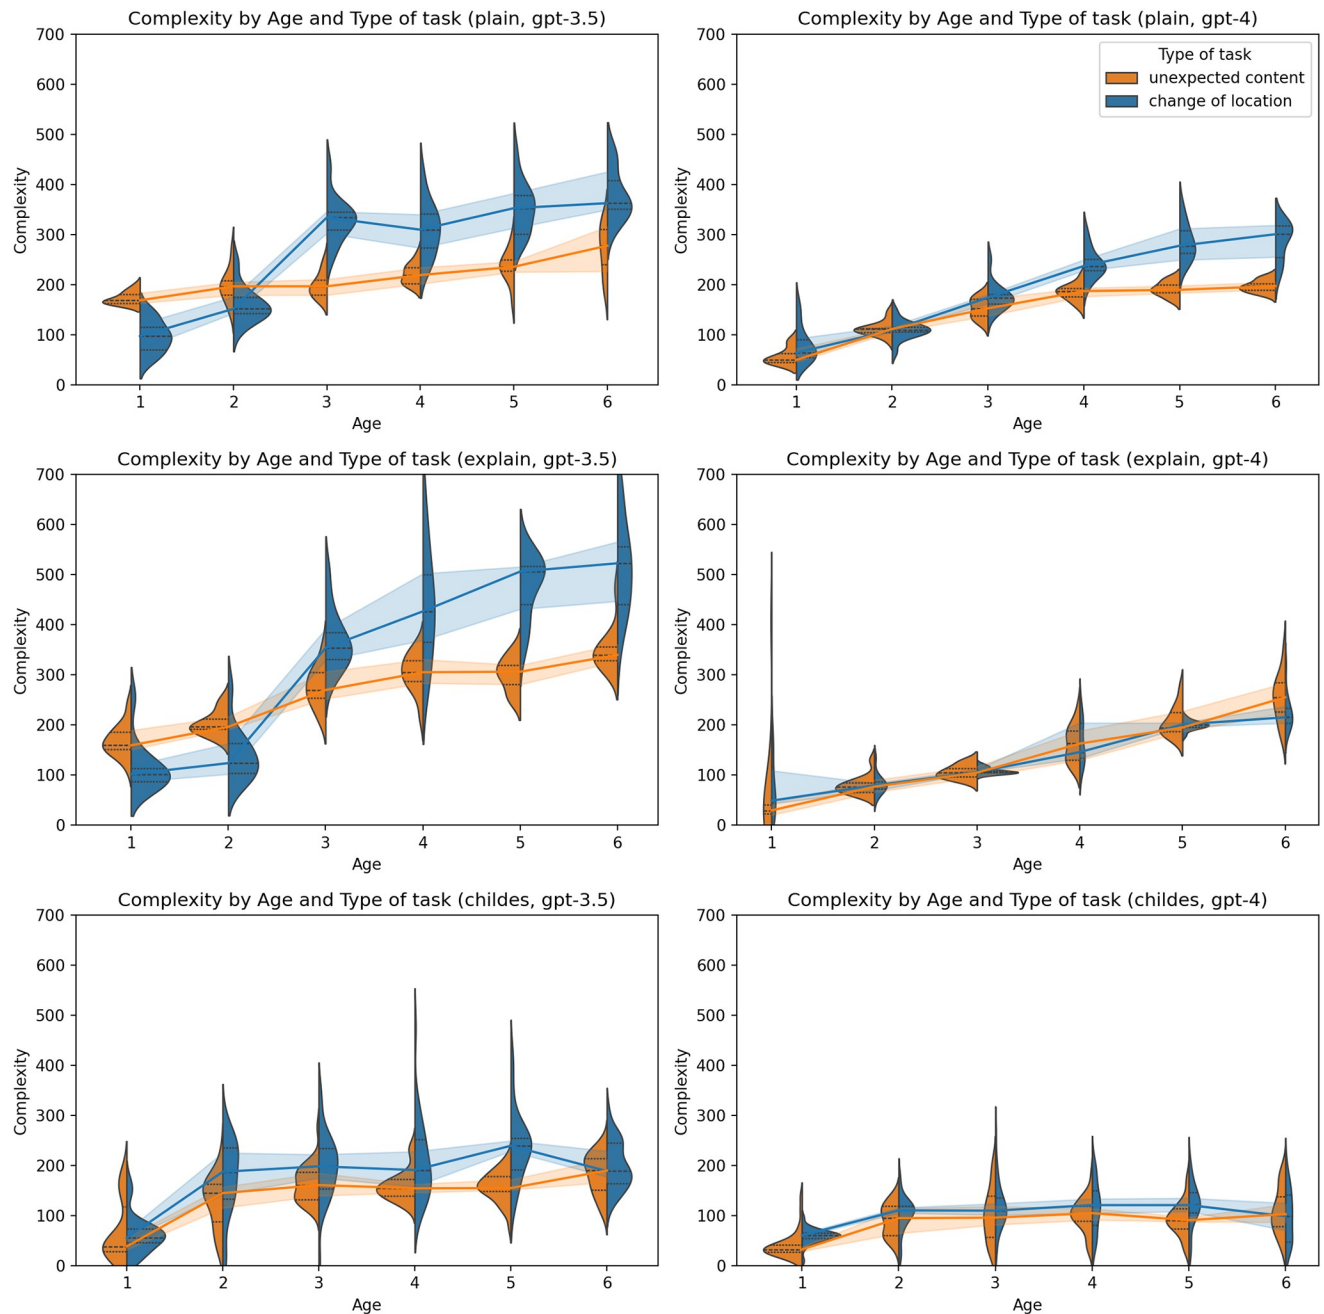 Complexity by Age and Type of task (plain, gpt-3.5)
700
600
500
400
300
200
100
0
Complexity
1 2 3 4 5 6
Age
Complexity by Age and Type of task (plain, gpt-4)
Type of task
unexpected content
change of location
700
600
500
400
300
200
100
0
Complexity
1 2 3 4 5 6
Age
Complexity by Age and Type of task (explain, gpt-3.5)
700
600
500
400
300
200
100
0
Complexity
1 2 3 4 5 6
Age
Complexity by Age and Type of task (explain, gpt-4)
700
600
500
400
300
200
100
0
Complexity
1 2 3 4 5 6
Age
Complexity by Age and Type of task (childes, gpt-3.5)
700
600
500
400
300
200
100
0
Complexity
1 2 3 4 5 6
Age
Complexity by Age and Type of task (childes, gpt-4)
700
600
500
400
300
200
100
0
Complexity
1 2 3 4 5 6
Age